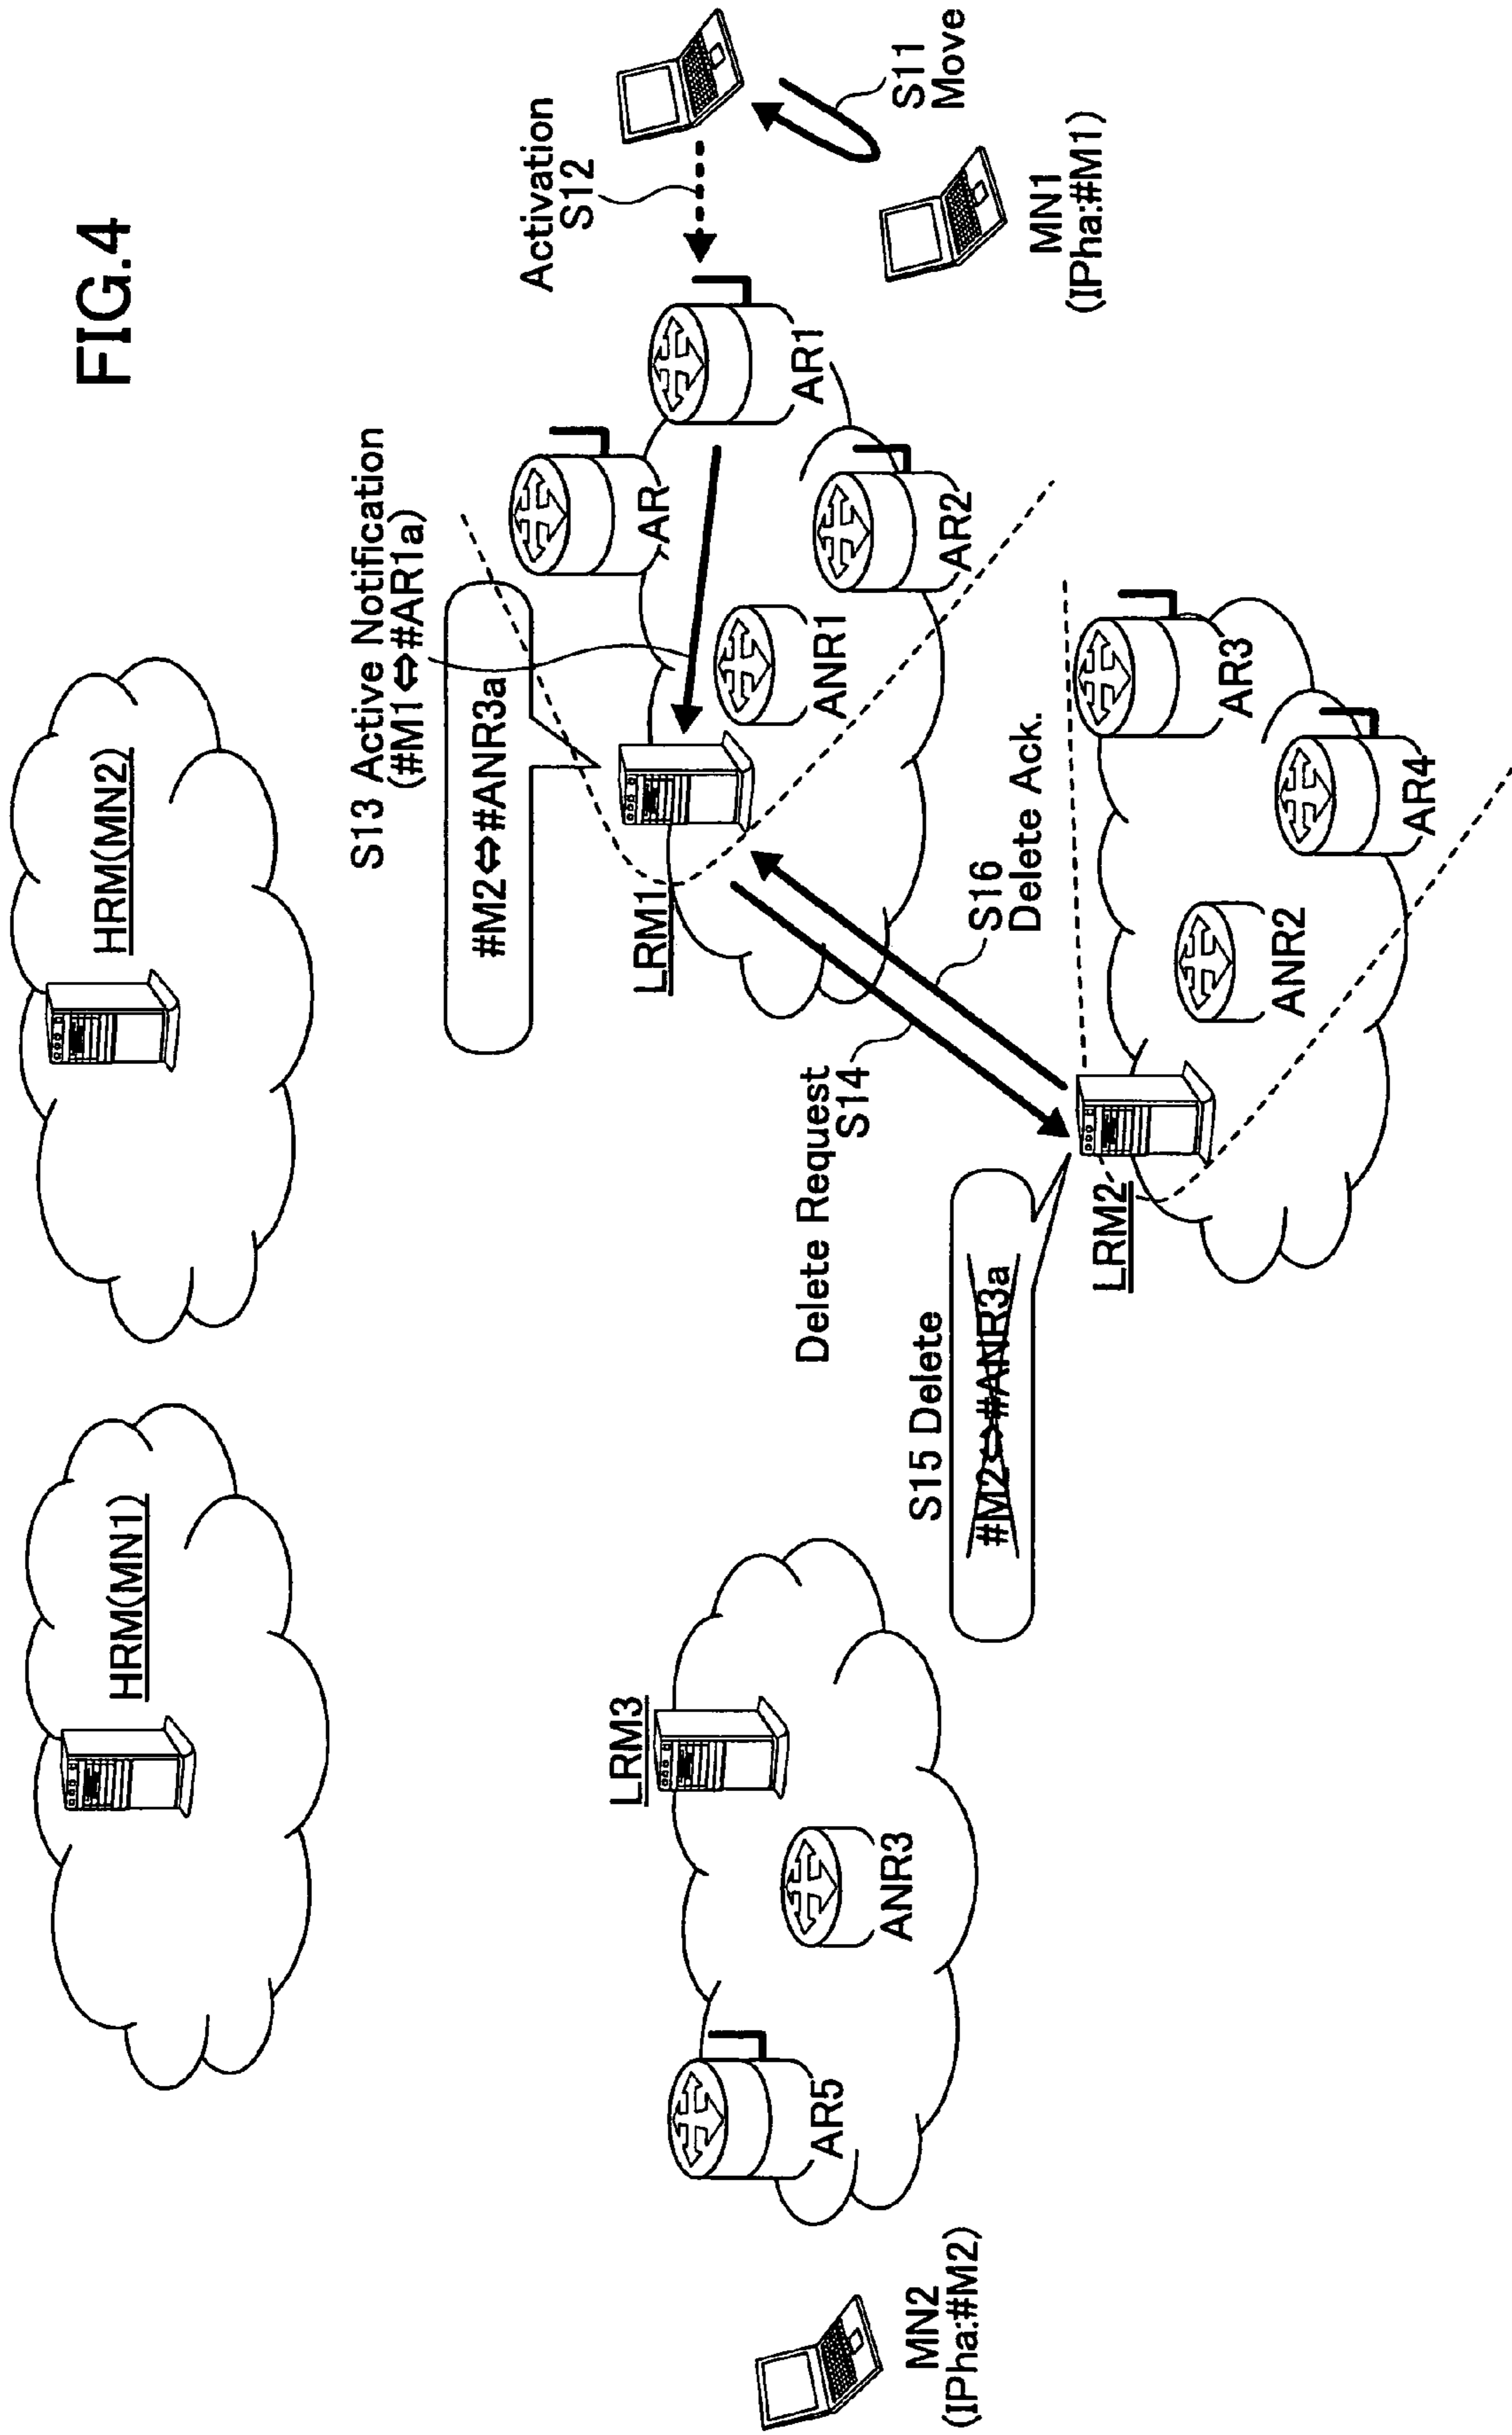 FIG.4
HRM(MN1)
HRM(MN2)
S13 Active Notification
(#M1⇔#AR1a)
Activation
S12
#M2⇔#ANR3a
AR
AR1
S11
Move
LRM3
LRM1
ANR1
AR2
MN1
(IPha:#M1)
AR5
ANR3
Delete Request
S14
S16
Delete Ack.
MN2
(IPha:#M2)
S15 Delete
#M2⇔#ANR3a
LRM2
ANR2
AR3
AR4